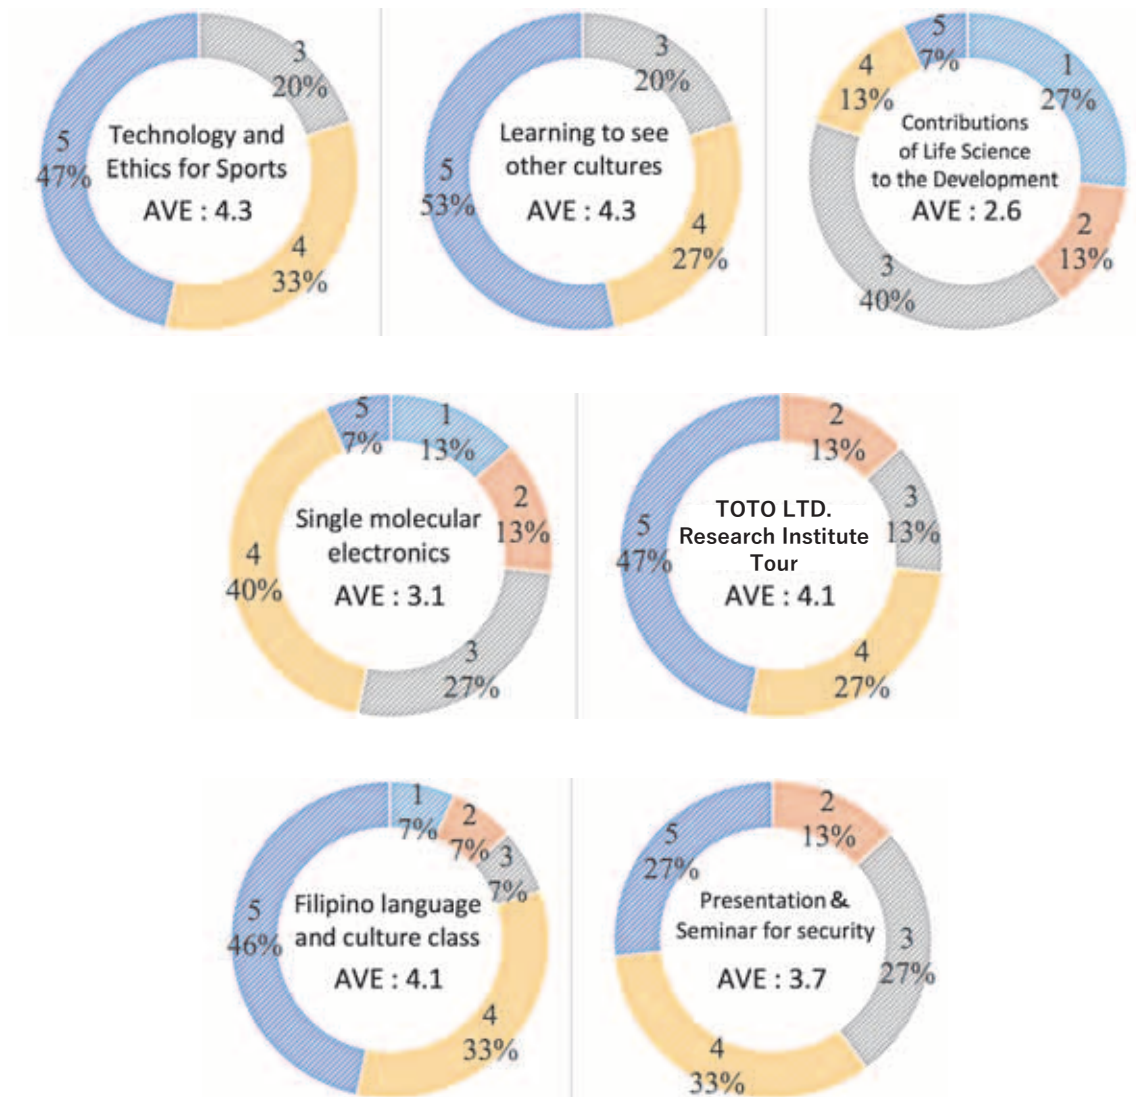 3
20%
4
33%
5
47%
Technology and
Ethics for Sports
AVE : 4.3
3
20%
4
27%
5
53%
Learning to see
other cultures
AVE : 4.3
1
27%
2
13%
3
40%
4
13%
5
7%
Contributions
of Life Science
to the Development
AVE : 2.6
1
13%
2
13%
3
27%
4
40%
5
7%
Single molecular
electronics
AVE : 3.1
2
13%
3
13%
4
27%
5
47%
TOTO LTD.
Research Institute
Tour
AVE : 4.1
1
7%
2
7%
3
7%
4
33%
5
46%
Filipino language
and culture class
AVE : 4.1
2
13%
3
27%
4
33%
5
27%
Presentation &
Seminar for security
AVE : 3.7